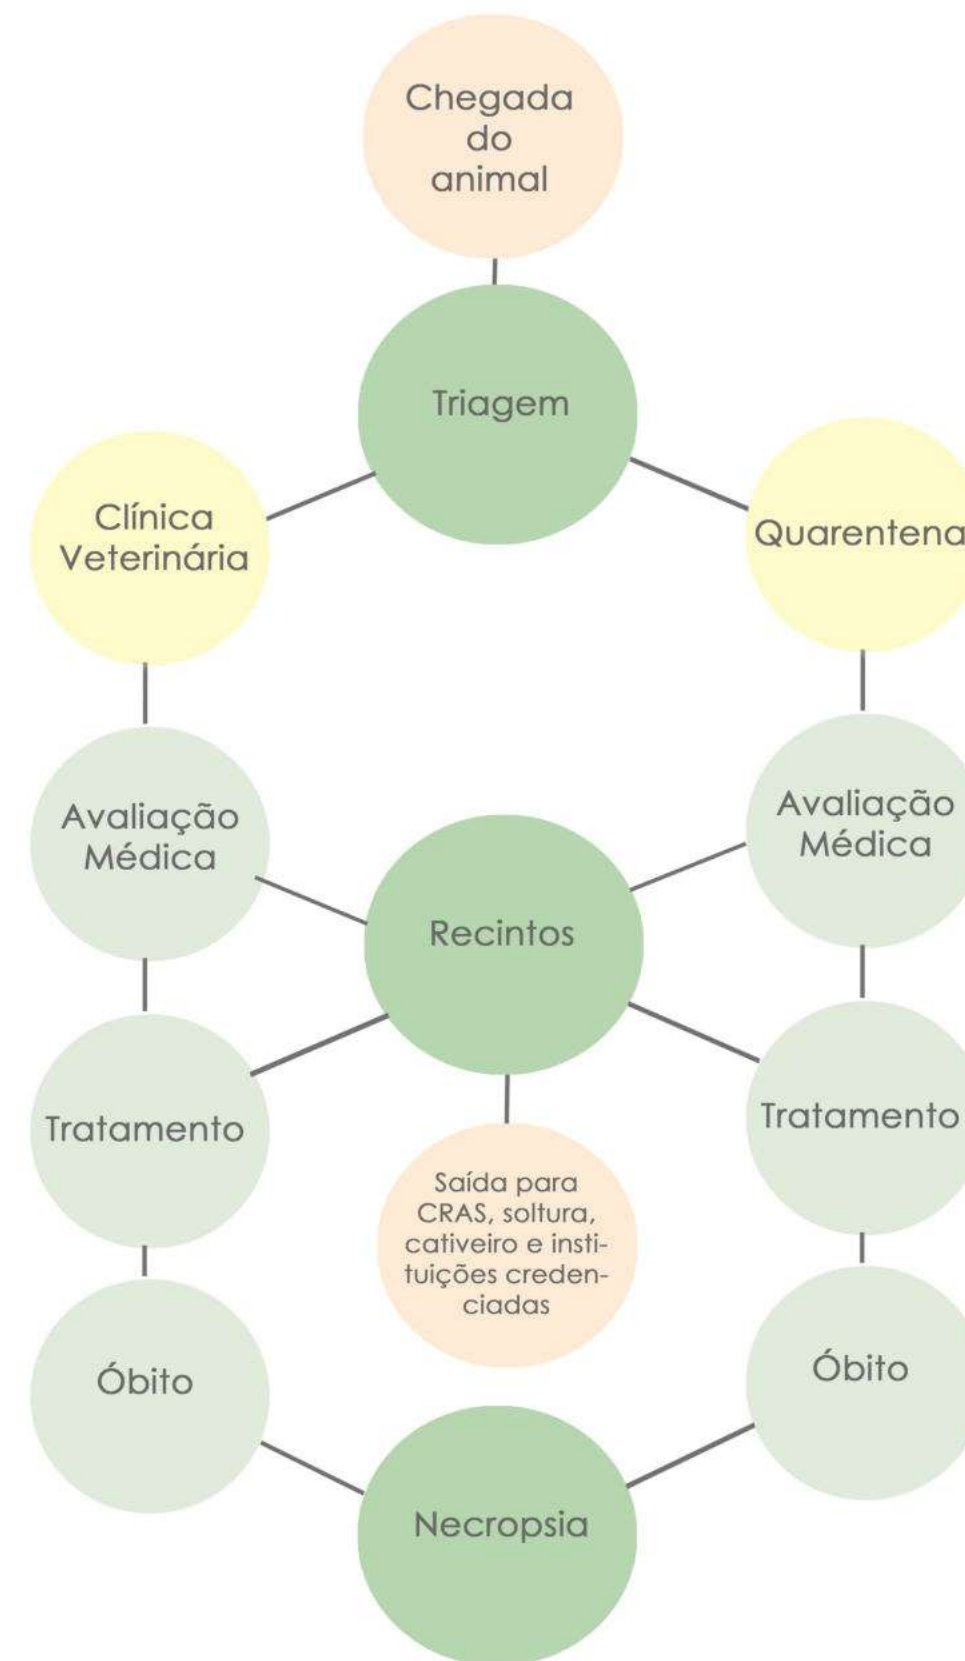 Chegada
do
animal
Triagem
Clínica
Veterinária
Quarentena
Avaliação
Médica
Avaliação
Médica
Recintos
Tratamento
Tratamento
Saída para
CRAS, soltura,
cativeiro e insti-
tuições creden-
ciadas
Óbito
Óbito
Necropsia